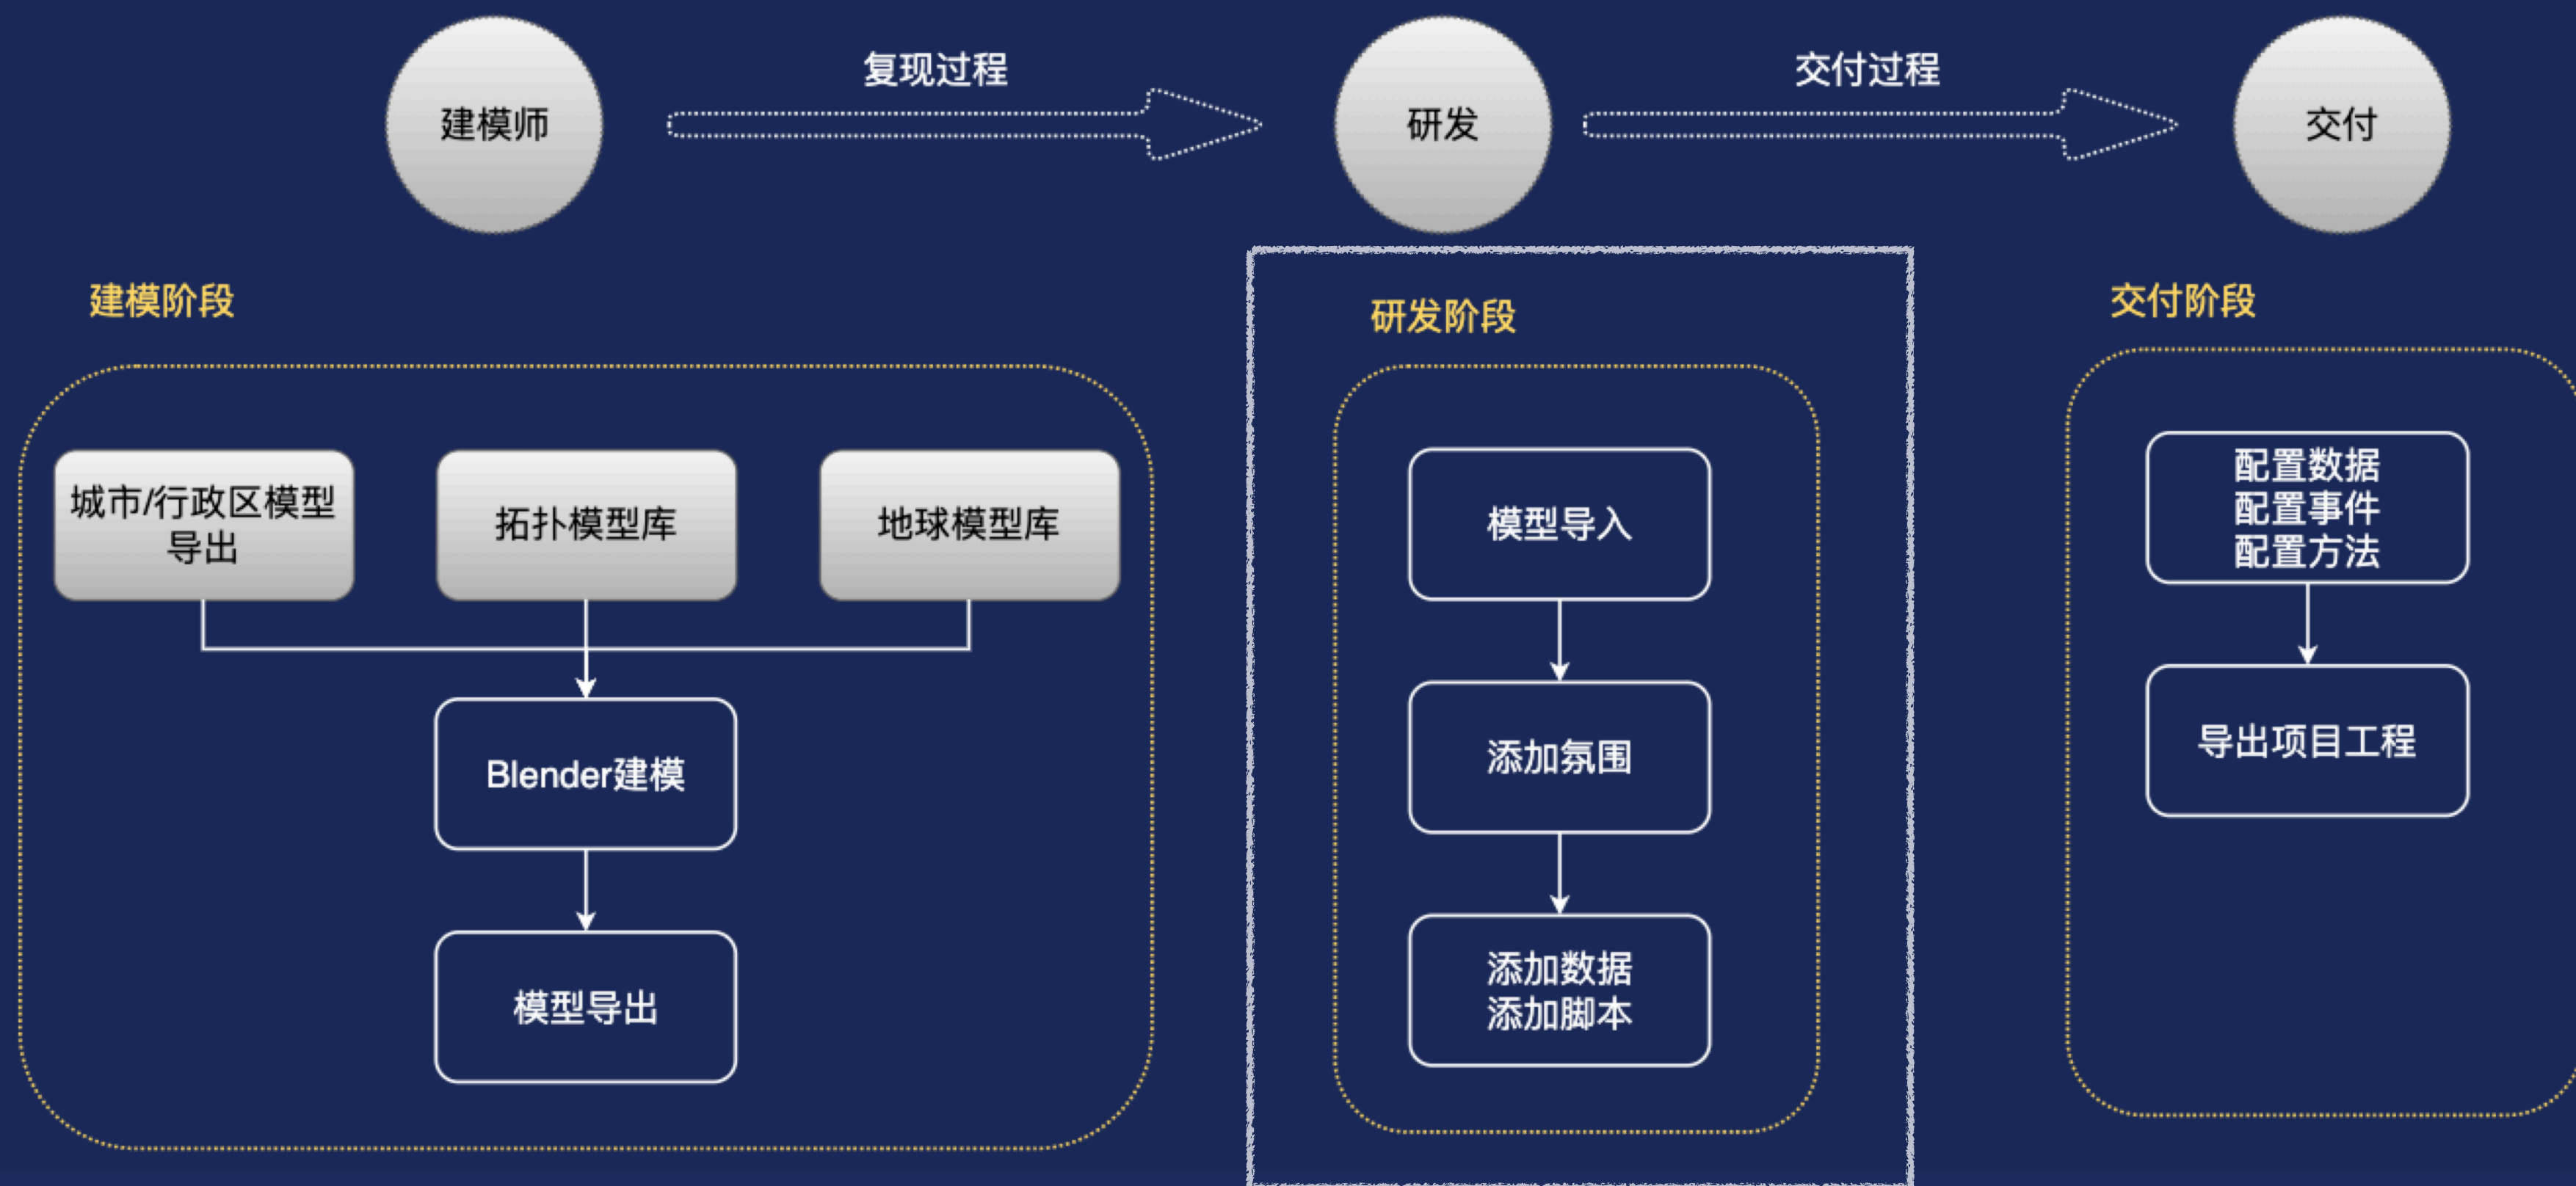 建模师
复现过程
研发
交付过程
交付
建模阶段
城市/行政区模型
导出
拓扑模型库
地球模型库
Blender建模
模型导出
研发阶段
模型导入
添加氛围
添加数据
添加脚本
交付阶段
配置数据
配置事件
配置方法
导出项目工程